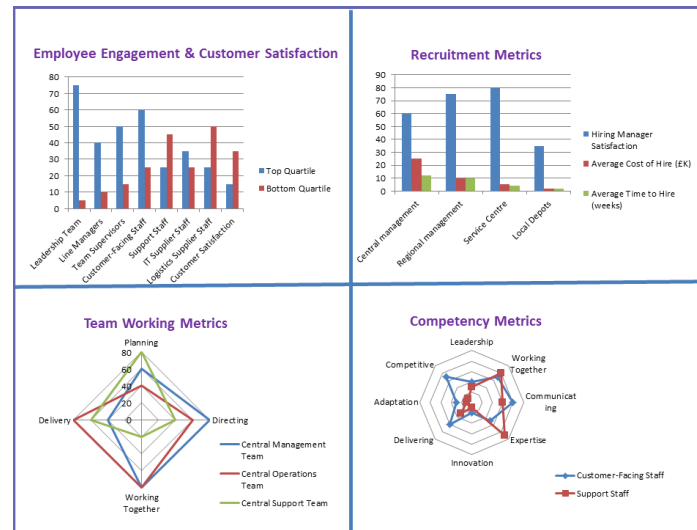 Employee Engagement & Customer Satisfaction
80
70
60
50
40
30
20
10
0
Leadership Team
Line Managers
Team Supervisors
Customer-Facing Staff
Support Staff
IT Supplier Staff
Logistics Supplier Staff
Customer Satisfaction
Top Quartile
Bottom Quartile
Recruitment Metrics
90
80
70
60
50
40
30
20
10
0
Central management
Regional management
Service Centre
Local Depots
Hiring Manager
Satisfaction
Average Cost of Hire (£K)
Average Time to Hire
(weeks)
Team Working Metrics
Planning
80
60
40
20
0
Delivery
Directing
Working
Together
Central Management
Team
Central Operations
Team
Central Support Team
Competency Metrics
Leadership
Working
Together
Communicat
ing
Expertise
Innovation
Delivering
Adaptation
Competitive
Customer-Facing Staff
Support Staff